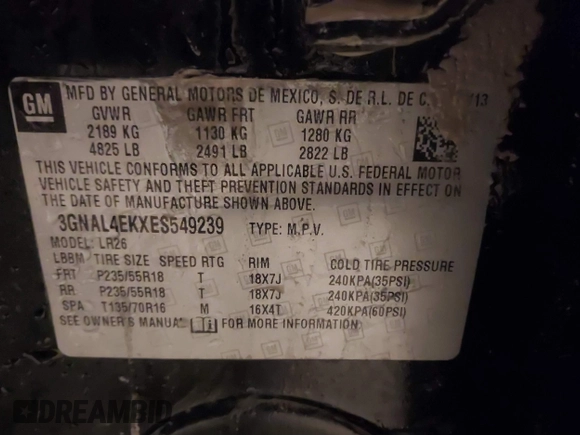 GM
MFD BY GENERAL MOTORS DE MEXICO, S. DE R.L. DE C. /13
GVWR GAWR FRT GAWR RR
2189 KG 1130 KG 1280 KG
4825 LB 2491 LB 2822 LB
THIS VEHICLE CONFORMS TO ALL APPLICABLE U.S. FEDERAL MOTOR
VEHICLE SAFETY AND THEFT PREVENTION STANDARDS IN EFFECT ON
THE DATE OF MANUFACTURE SHOWN ABOVE.
3GNAL4EKXES549239 TYPE: M.P.V.
MODEL: LR26
LBBM TIRE SIZE SPEED RTG RIM COLD TIRE PRESSURE
FRT P235/55R18 T 18X7J 240KPA(35PSI)
RR P235/55R18 T 18X7J 240KPA(35PSI)
SPA T135/70R16 M 16X4T 420KPA(60PSI)
SEE OWNER'S MANUAL FOR MORE INFORMATION.
DREAMBID